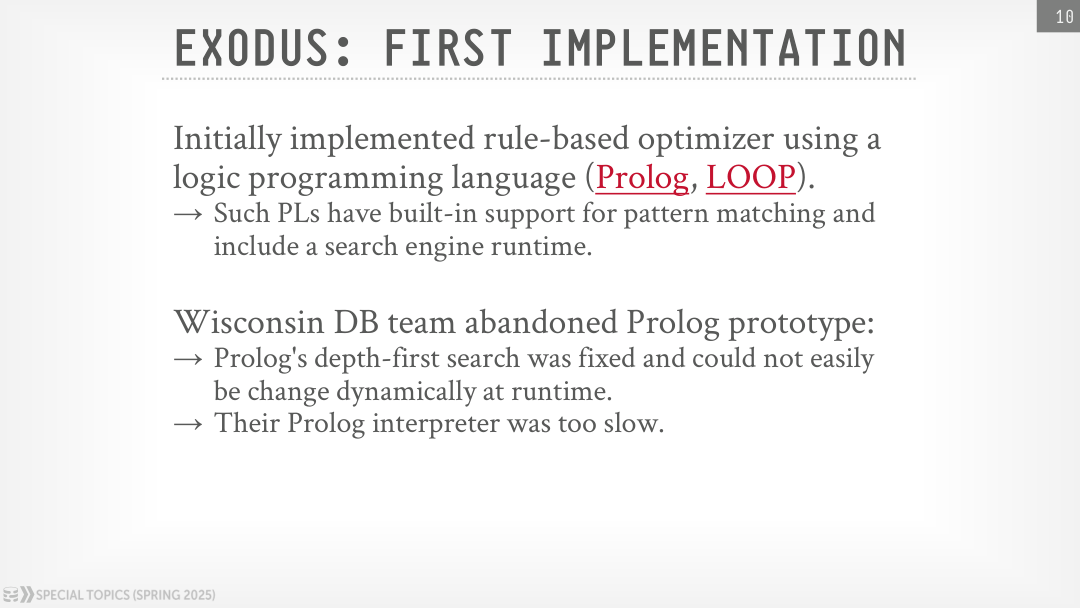 10
EXODUS: FIRST IMPLEMENTATION
Initially implemented rule-based optimizer using a
logic programming language (Prolog, LOOP).
→ Such PLs have built-in support for pattern matching and
include a search engine runtime.
Wisconsin DB team abandoned Prolog prototype:
→ Prolog's depth-first search was fixed and could not easily
be change dynamically at runtime.
→ Their Prolog interpreter was too slow.
SPECIAL TOPICS (SPRING 2025)